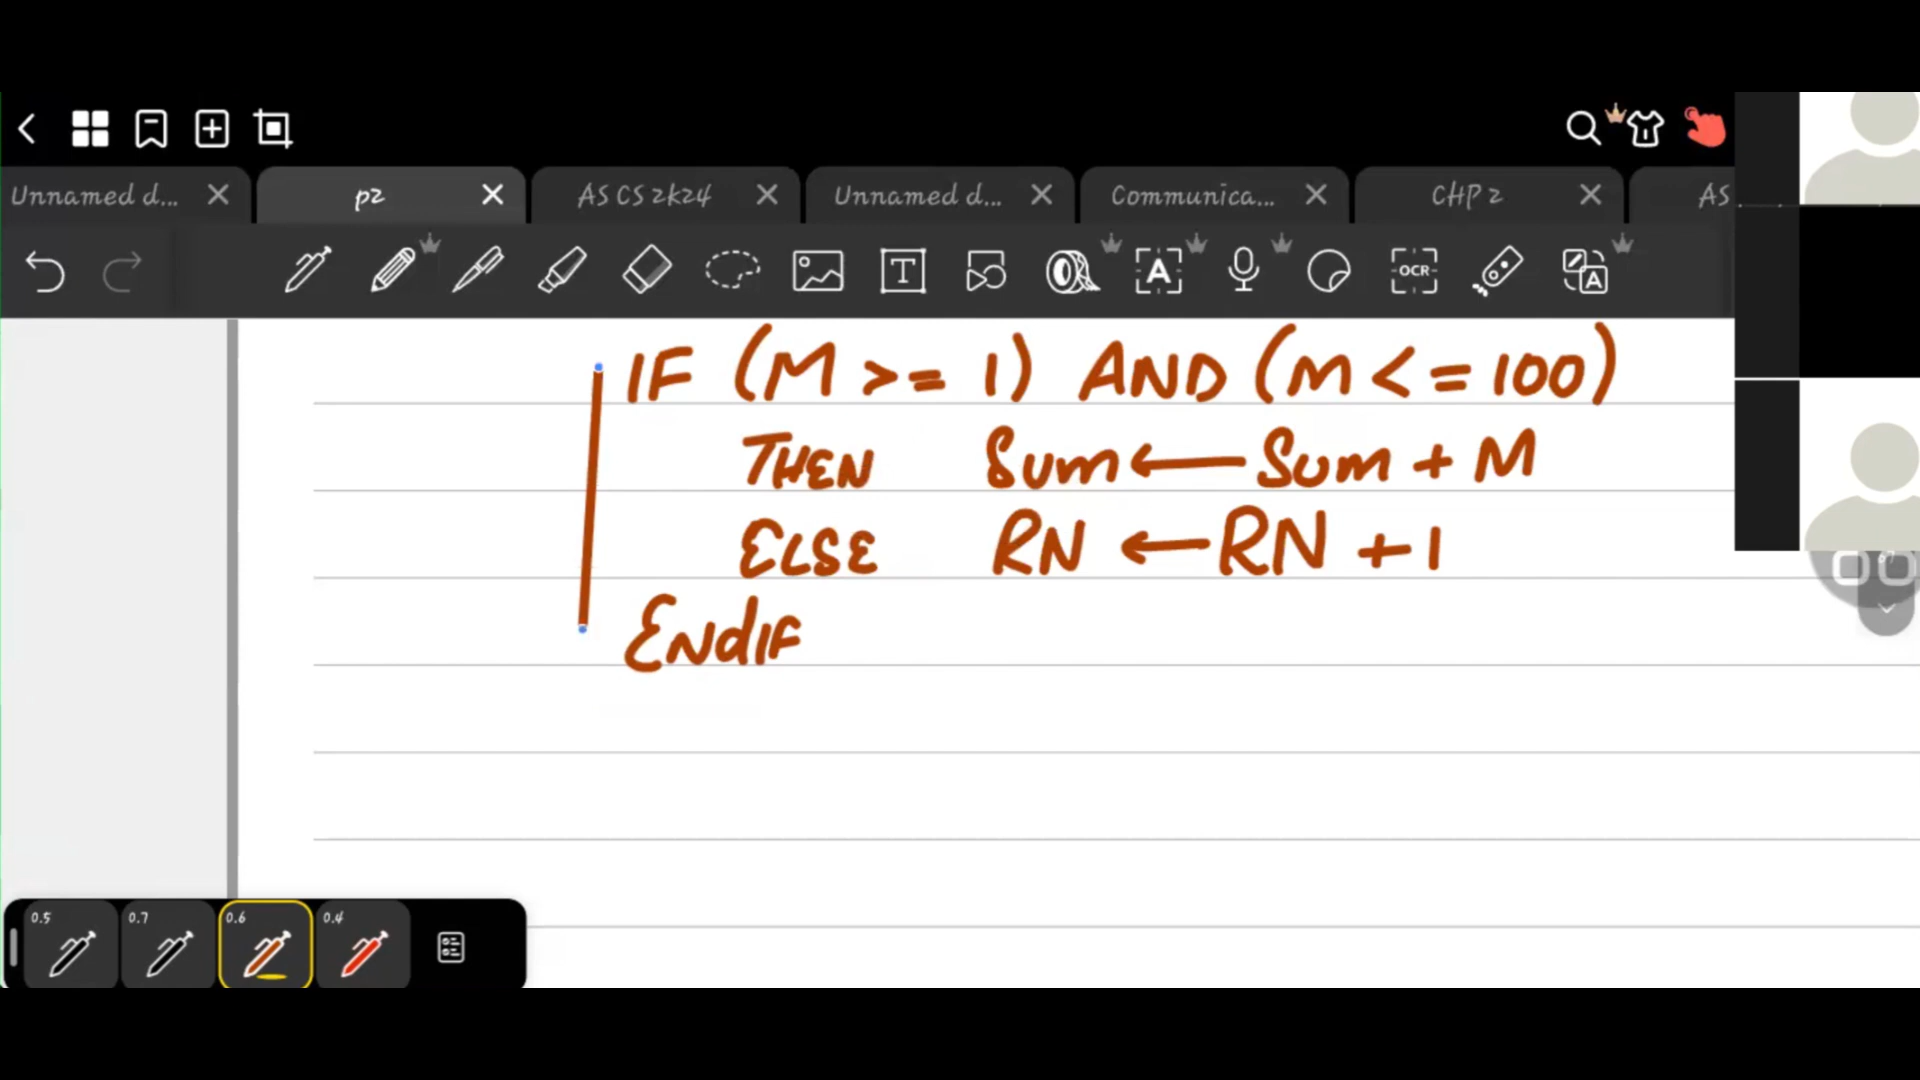 Unnamed d...
p2
AS CS 2k24
Unnamed d...
Communica...
CHP 2
AS
T
A
OCR
A
IF (M >= 1) AND (M <= 100)
THEN Sum ← Sum + M
ELSE RN ← RN + 1
EndIF
0.5
0.7
0.6
0.4